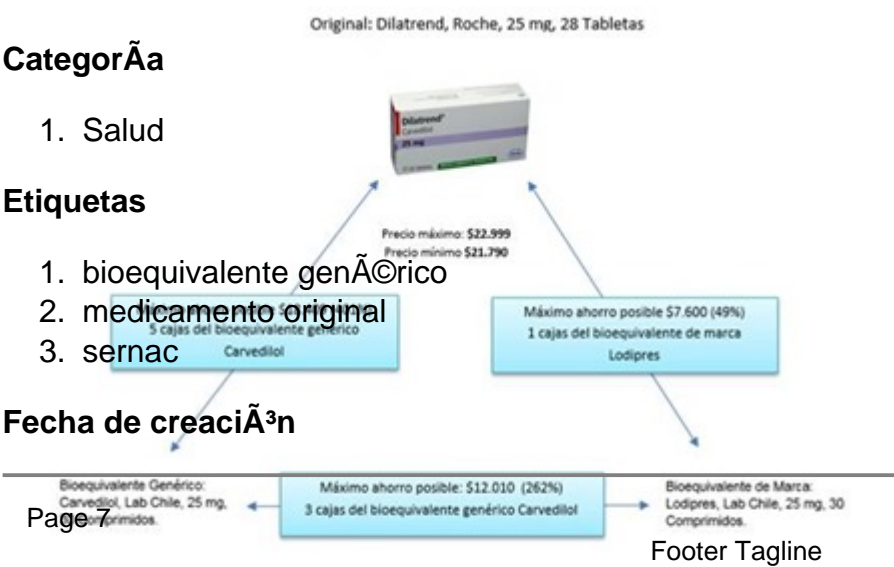 Original: Dilatrend, Roche, 25 mg, 28 Tabletas
CategorÃa
1. Salud
Dilatrend
Carvedilol
25 mg
Etiquetas
Precio máximo: $22.999
Precio mínimo $21.790
1. bioequivalente genÃ©rico
2. medicamento original
3. sernac
5 cajas del bioequivalente genérico
Carvedilol
Máximo ahorro posible $7.600 (49%)
1 cajas del bioequivalente de marca
Lodipres
Fecha de creaciÃ³n
Bioequivalente Genérico:
Carvedilol, Lab Chile, 25 mg,
Comprimidos.
Máximo ahorro posible: $12.010 (262%)
3 cajas del bioequivalente genérico Carvedilol
Bioequivalente de Marca:
Lodipres, Lab Chile, 25 mg, 30
Comprimidos.
Page 7
Footer Tagline